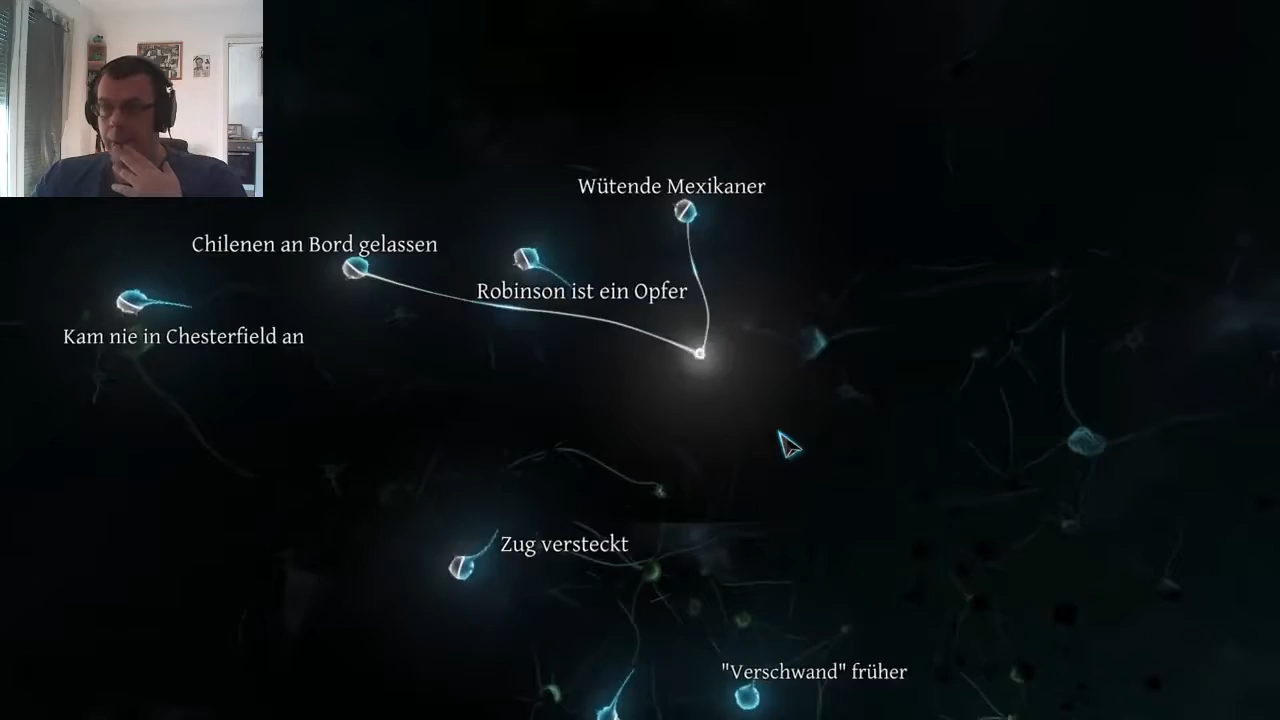 Wütende Mexikaner
Chilenen an Bord gelassen
Robinson ist ein Opfer
Kam nie in Chesterfield an
Zug versteckt
"Verschwand" früher